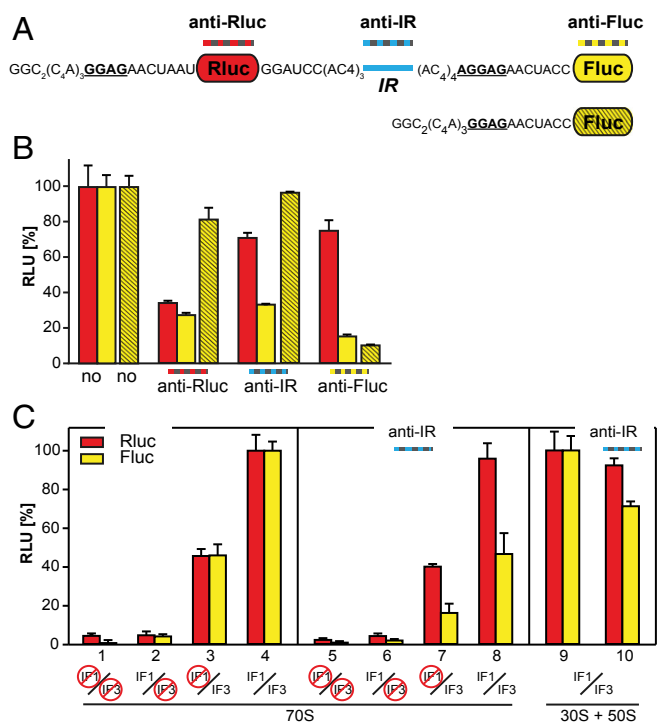 A
anti-Rluc anti-IR anti-Fluc
GGC₂(C₄A)₃GGAGAACUAAU Rluc GGAUCC(AC4)₃ IR (AC₄)₄AGGAGAACUACC Fluc
GGC₂(C₄A)₃GGAGAACUACC Fluc
B
RLU [%]
100
80
60
40
20
0
no no anti-Rluc anti-IR anti-Fluc
C
Rluc
Fluc
anti-IR anti-IR
RLU [%]
100
80
60
40
20
0
1 2 3 4 5 6 7 8 9 10
IF1/IF3 IF1/IF3 IF1/IF3 IF1/IF3 IF1/IF3 IF1/IF3 IF1/IF3 IF1/IF3 IF1/IF3
70S 30S + 50S